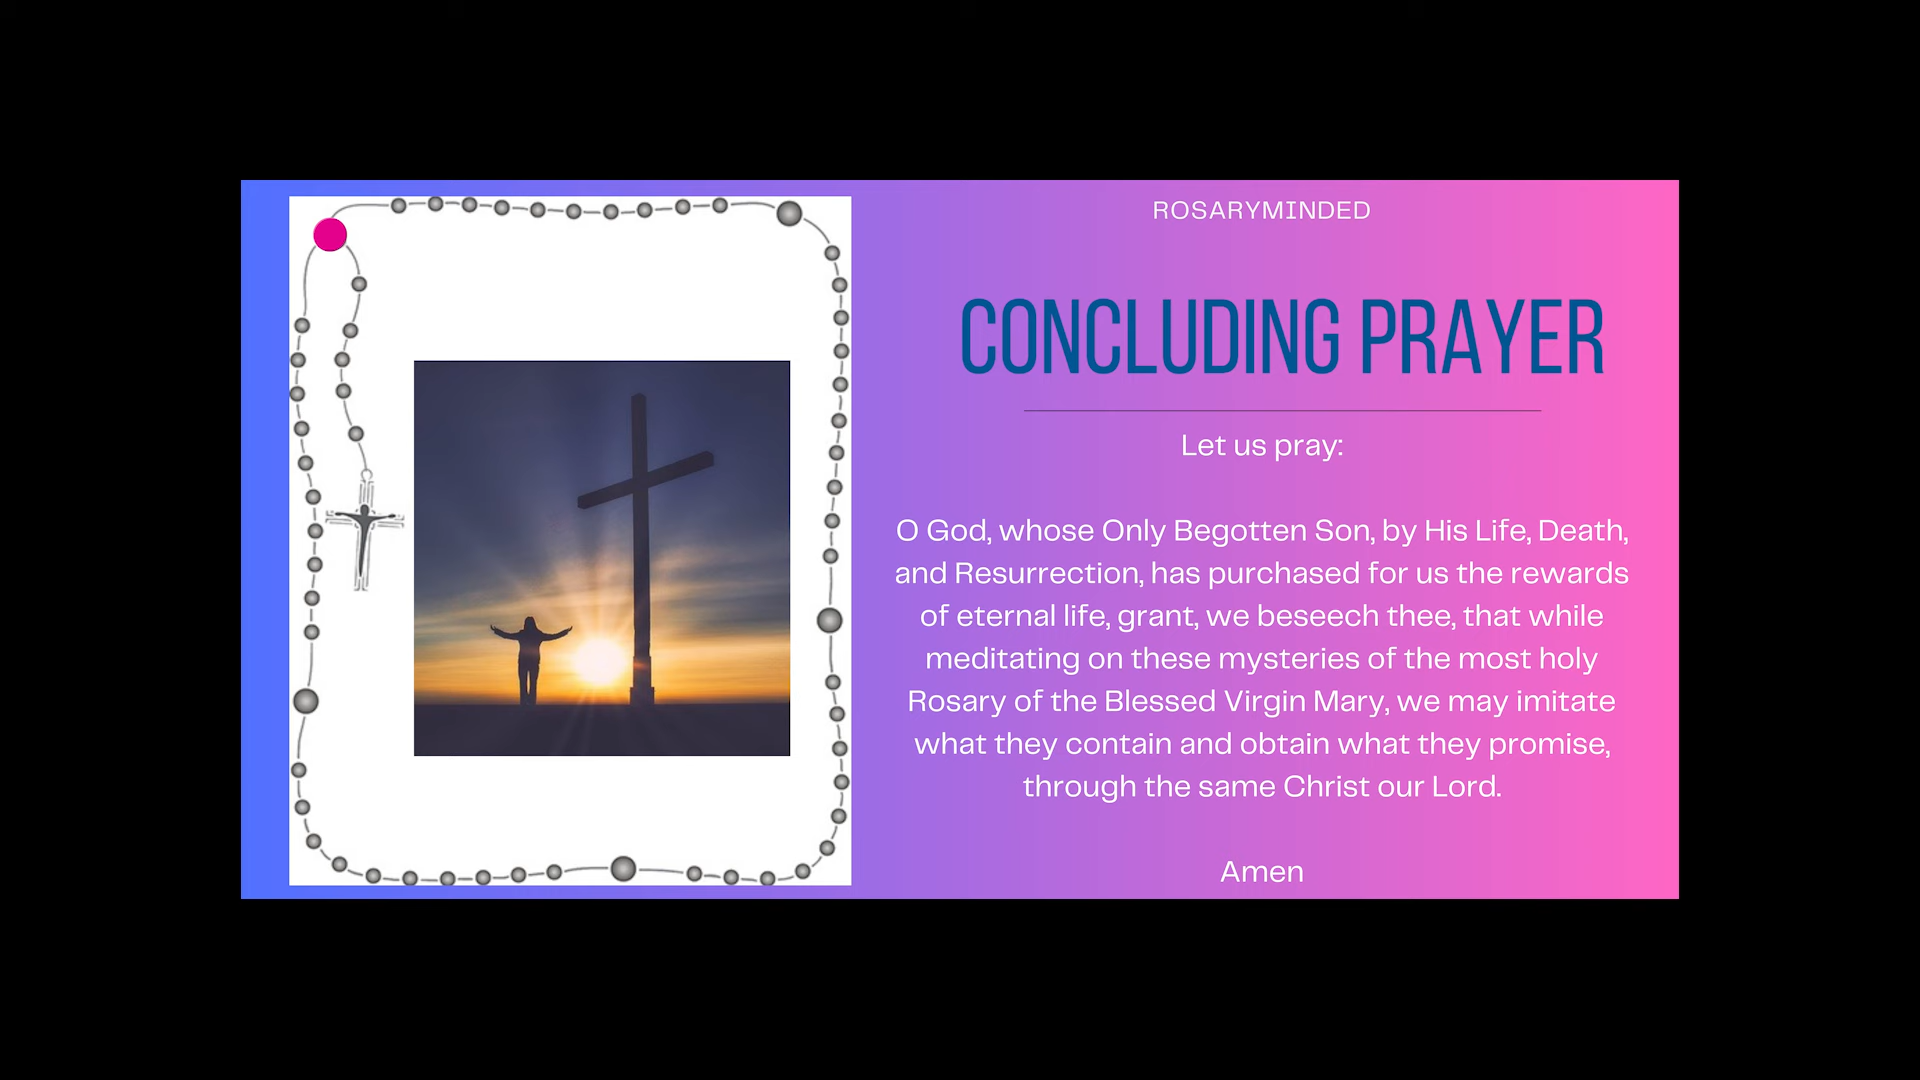 ROSARYMINDED
CONCLUDING PRAYER
Let us pray:
O God, whose Only Begotten Son, by His Life, Death,
and Resurrection, has purchased for us the rewards
of eternal life, grant, we beseech thee, that while
meditating on these mysteries of the most holy
Rosary of the Blessed Virgin Mary, we may imitate
what they contain and obtain what they promise,
through the same Christ our Lord.
Amen